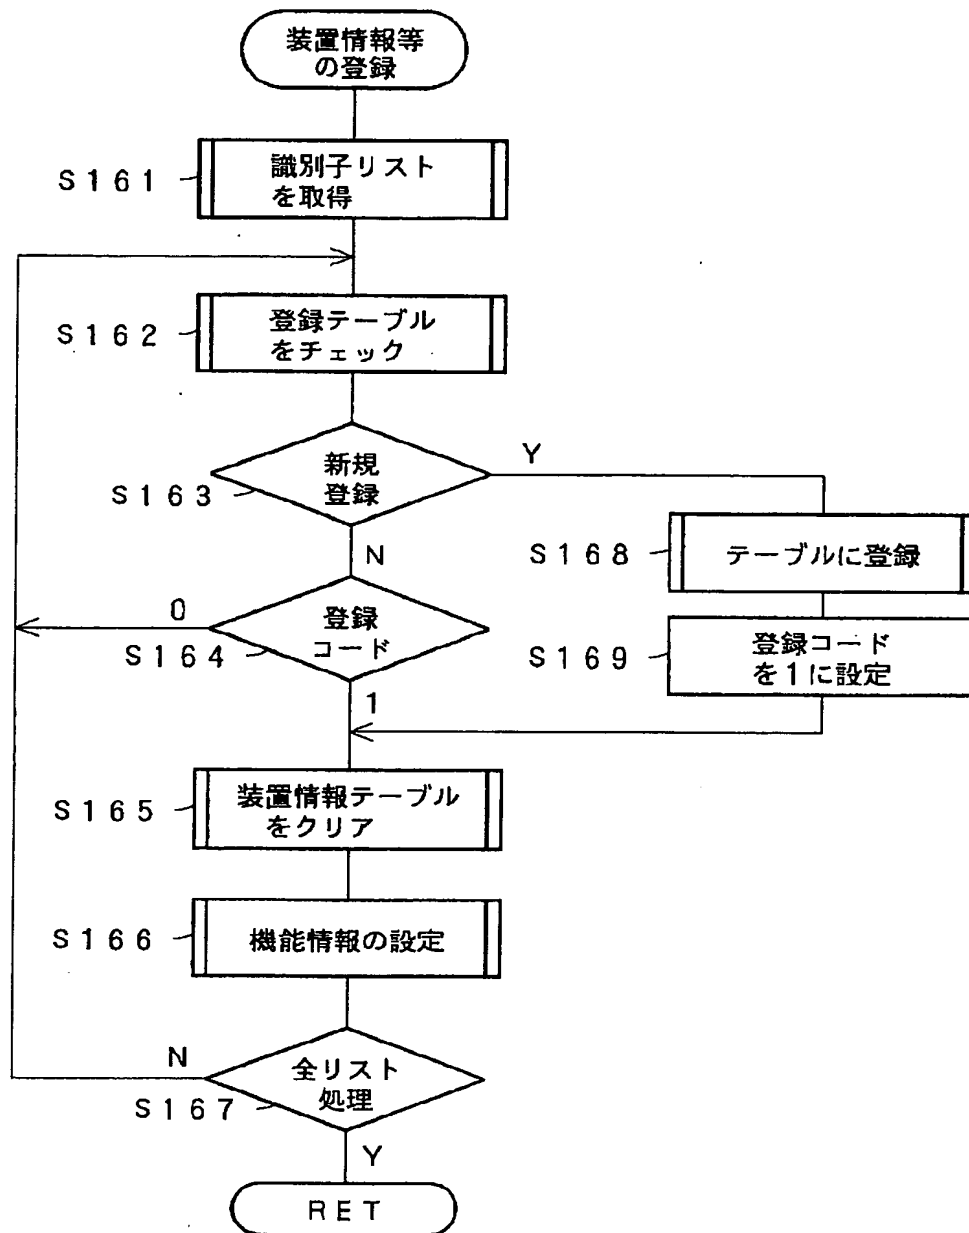 装置情報等
の登録
S161
識別子リスト
を取得
S162
登録テーブル
をチェック
S163
新規
登録
Y
N
S168
テーブルに登録
S164
登録
コード
0
1
S169
登録コード
を1に設定
S165
装置情報テーブル
をクリア
S166
機能情報の設定
S167
全リスト
処理
N
Y
RET